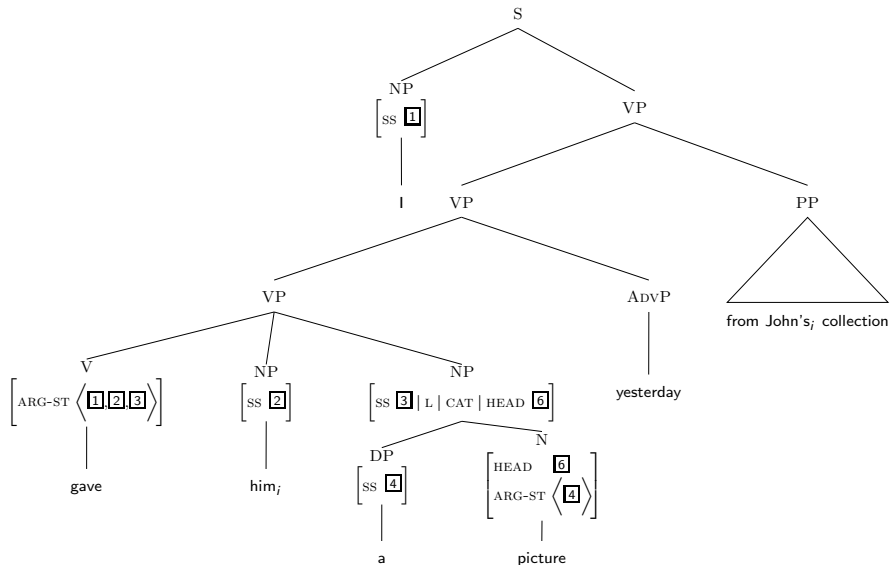 S
NP
[SS 1]
VP
I
VP
PP
VP
AdvP
from John's_i collection
V
[ARG-ST ⟨1,2,3⟩]
NP
[SS 2]
NP
[SS 3 | L | CAT | HEAD 6]
yesterday
gave
him_i
DP
[SS 4]
N
[HEAD 6
ARG-ST ⟨4⟩]
a
picture